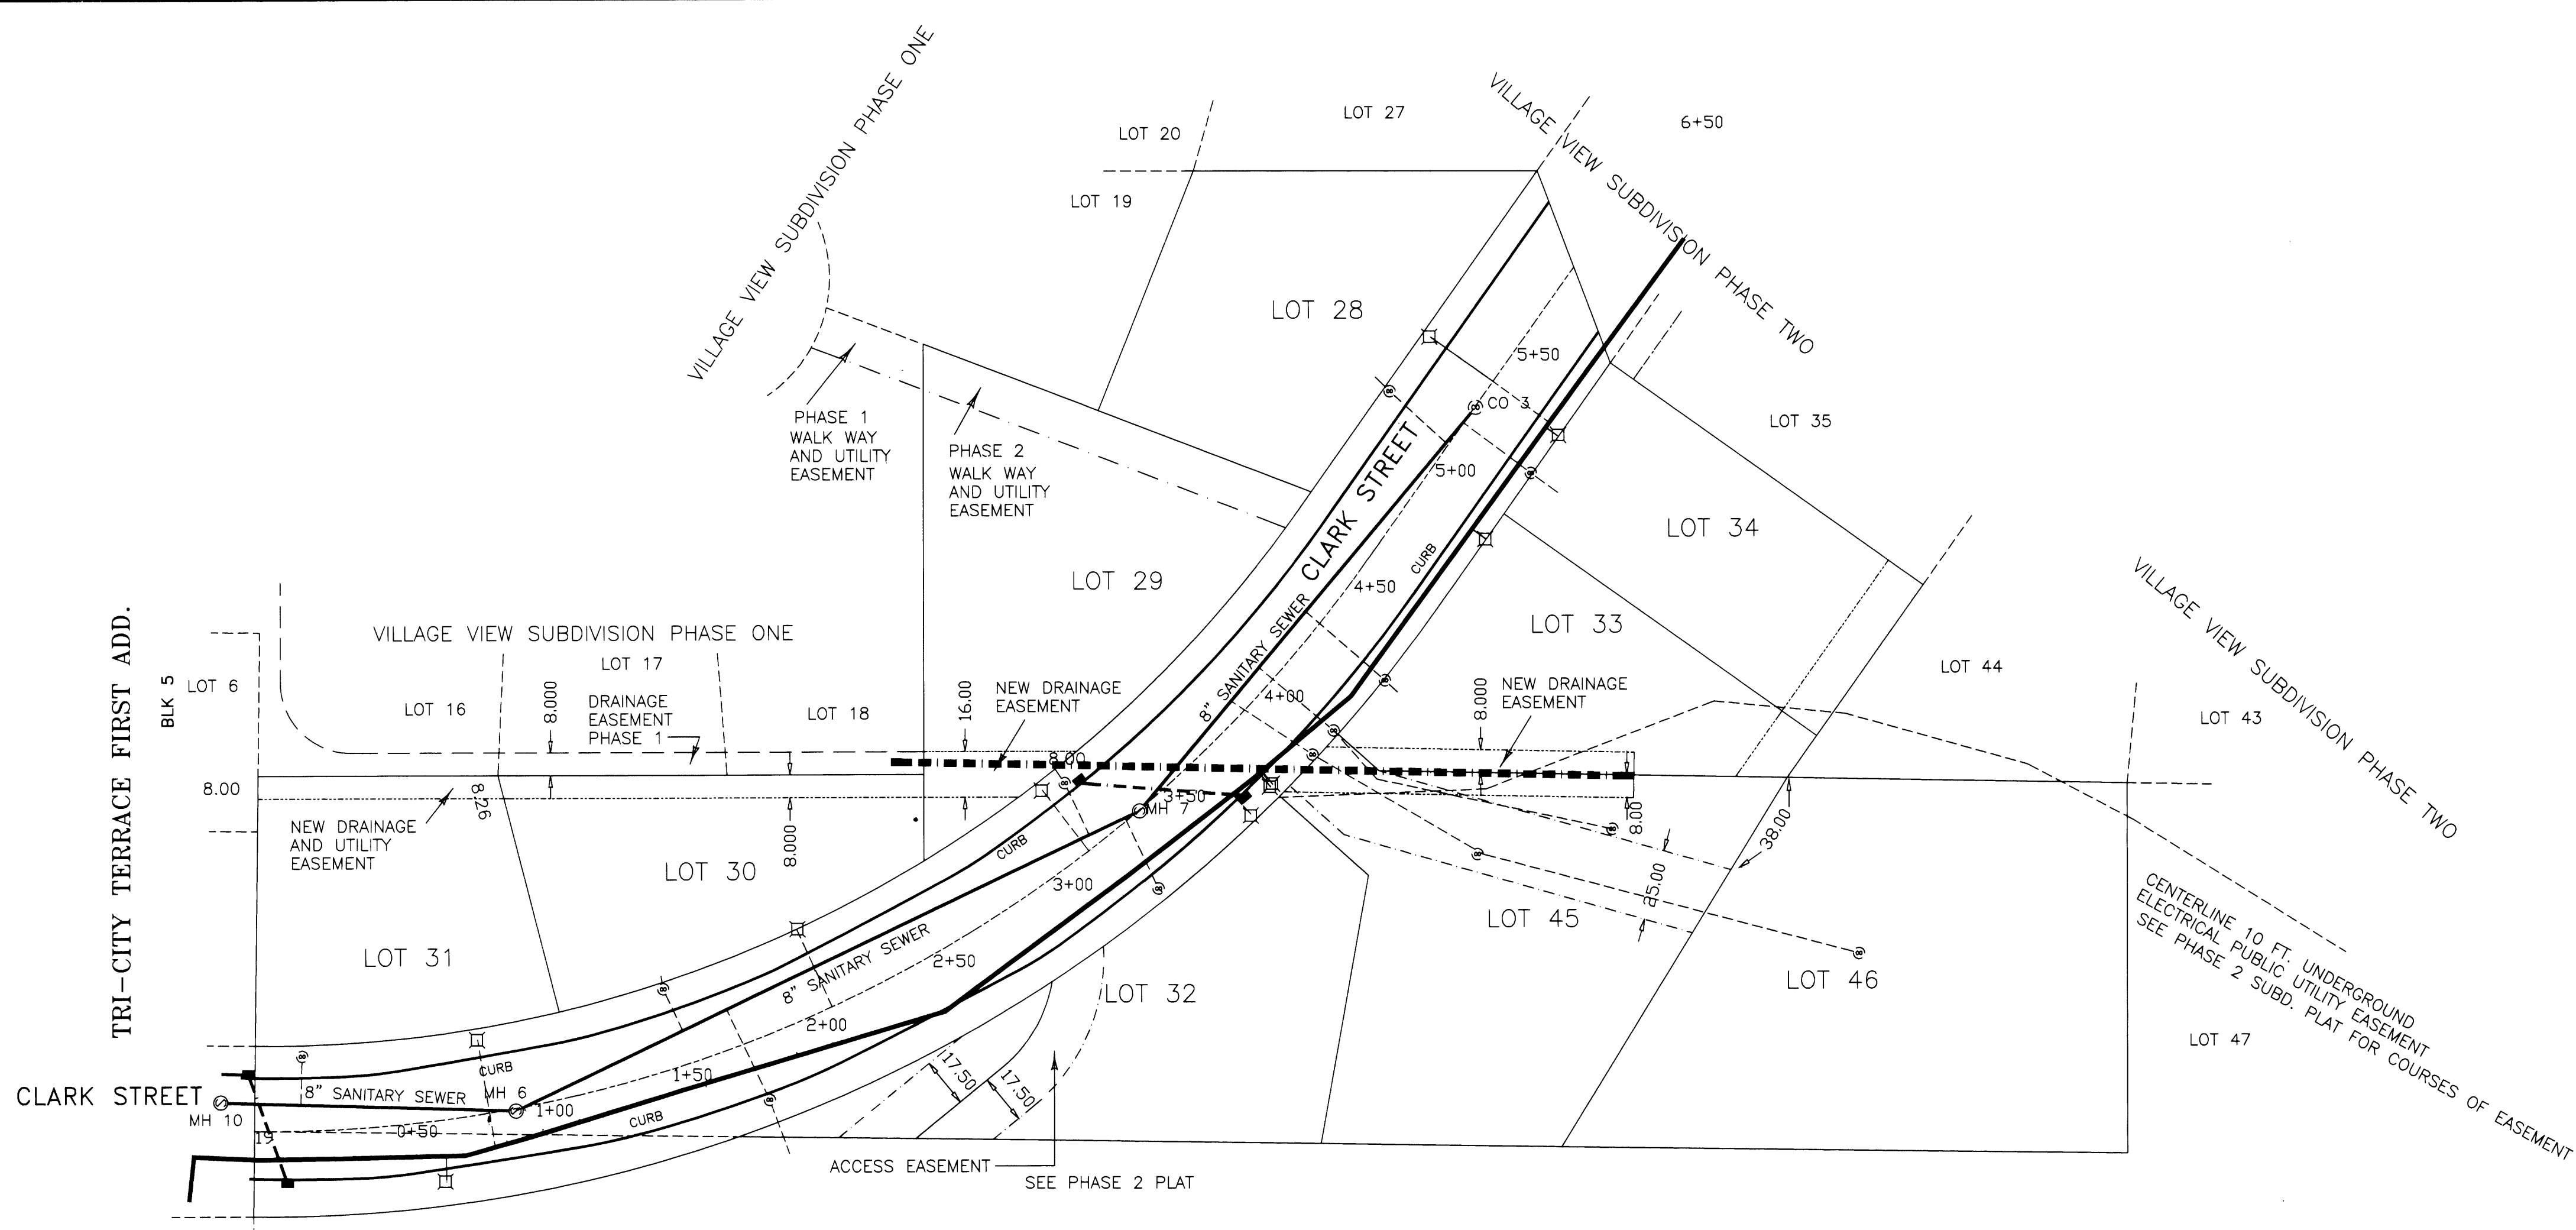 VILLAGE VIEW SUBDIVISION PHASE ONE
VILLAGE VIEW SUBDIVISION PHASE TWO
LOT 20
LOT 27
6+50
LOT 19
LOT 28
5+50
CO 3
LOT 35
PHASE 1
WALK WAY
AND UTILITY
EASEMENT
PHASE 2
WALK WAY
AND UTILITY
EASEMENT
CLARK STREET
5+00
LOT 34
LOT 29
4+50
CURB
LOT 33
8" SANITARY SEWER
VILLAGE VIEW SUBDIVISION PHASE TWO
TRI-CITY TERRACE FIRST ADD.
BLK 5
LOT 6
VILLAGE VIEW SUBDIVISION PHASE ONE
LOT 17
LOT 16
8.000
DRAINAGE
EASEMENT
PHASE 1
LOT 18
16.00
NEW DRAINAGE
EASEMENT
4+00
8.000
NEW DRAINAGE
EASEMENT
LOT 44
LOT 43
8.00
8.00
8.26
3+50
MH 7
8.00
38.00
NEW DRAINAGE
AND UTILITY
EASEMENT
8.000
CURB
LOT 30
3+00
25.00
LOT 45
LOT 31
8" SANITARY SEWER
2+50
LOT 32
LOT 46
CENTERLINE 10 FT. UNDERGROUND
ELECTRICAL PUBLIC UTILITY EASEMENT
SEE PHASE 2 SUBD. PLAT FOR COURSES OF EASEMENT
2+00
LOT 47
CURB
1+50
17.50
17.50
CLARK STREET
8" SANITARY SEWER
MH 6
1+00
MH 10
19
0+50
CURB
ACCESS EASEMENT
SEE PHASE 2 PLAT